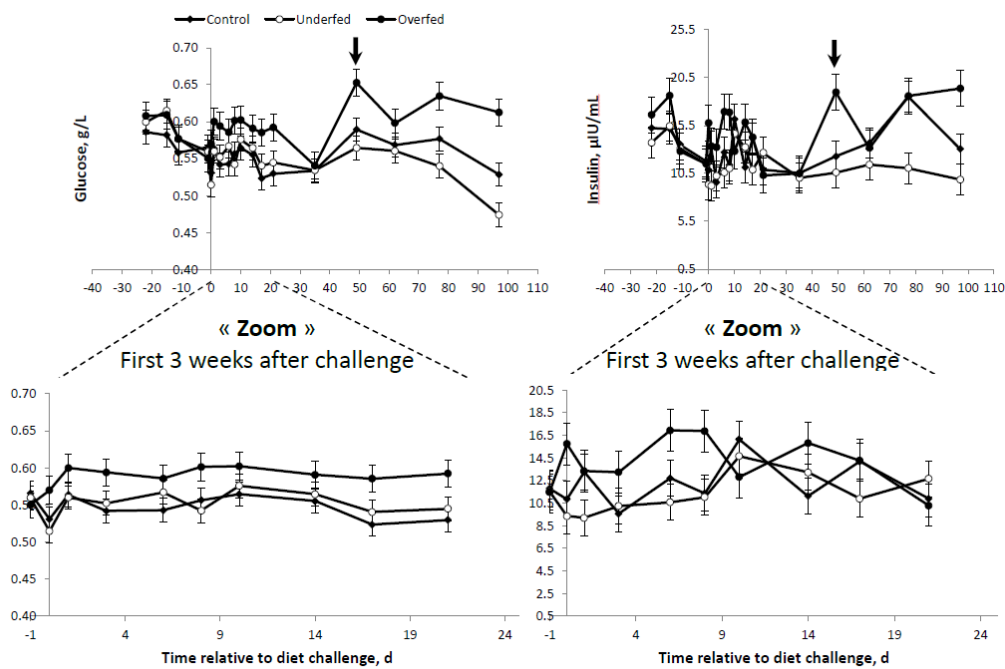 Control Underfed Overfed
Glucose, g/L
0.70
0.65
0.60
0.55
0.50
0.45
0.40
-40 -30 -20 -10 0 10 20 30 40 50 60 70 80 90 100 110
Insulin, µIU/mL
25.5
20.5
15.5
10.5
5.5
0.5
-40 -30 -20 -10 0 10 20 30 40 50 60 70 80 90 100 110
« Zoom »
First 3 weeks after challenge
« Zoom »
First 3 weeks after challenge
0.70
0.60
0.55
0.50
0.45
0.40
-1 4 9 14 19 24
Time relative to diet challenge, d
20.5
18.5
16.5
14.5
12.5
10.5
8.5
6.5
4.5
2.5
0.5
-1 4 9 14 19 24
Time relative to diet challenge, d